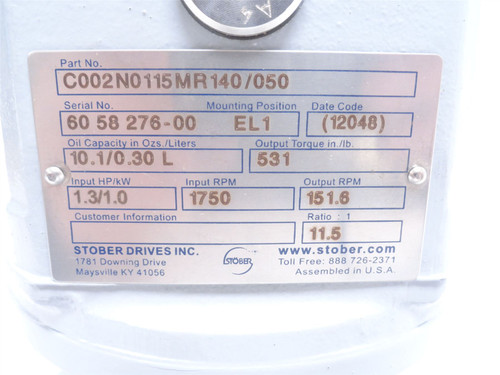 A4
Part No.
C002N0115MR140/050
Serial No. Mounting Position Date Code
60 58 276-00 EL1 (12048)
Oil Capacity in Ozs./Liters Output Torque in./lb.
10.1/0.30 L 531
Input HP/kW Input RPM Output RPM
1.3/1.0 1750 151.6
Customer Information Ratio : 1
11.5
STOBER DRIVES INC. www.stober.com
1781 Downing Drive STÖBER Toll Free: 888 726-2371
Maysville KY 41056 Assembled in U.S.A.